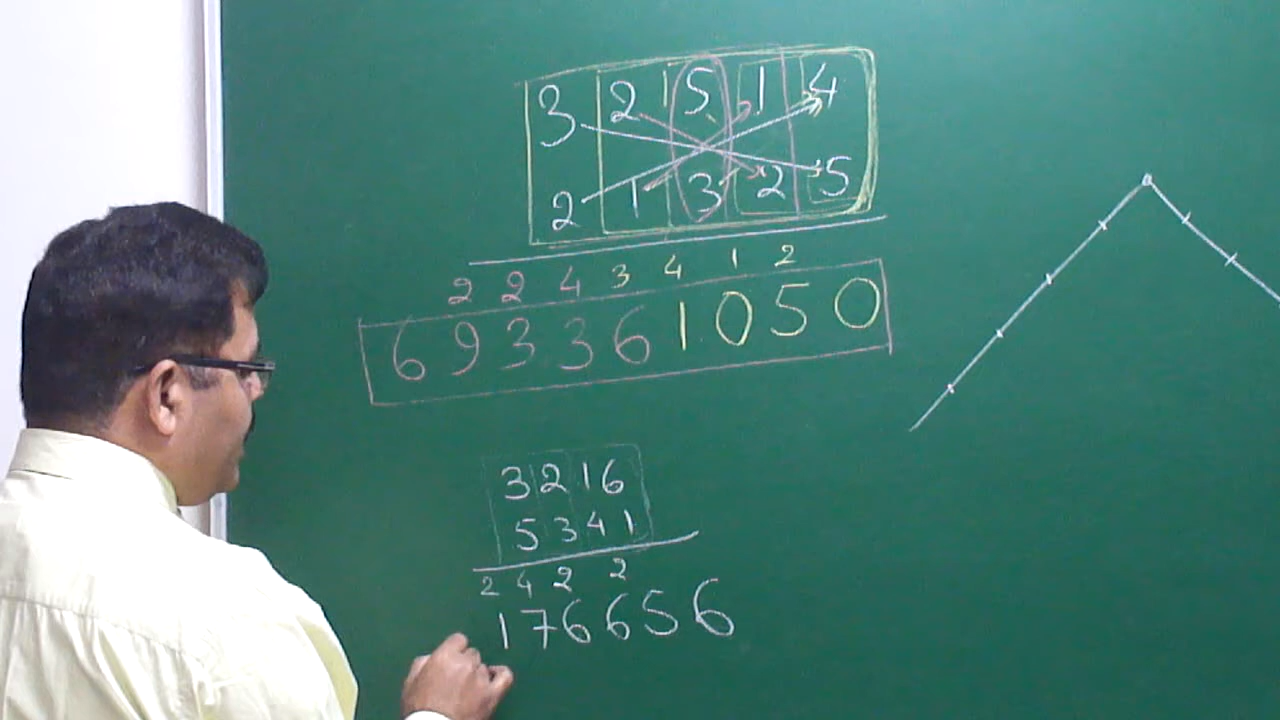 3 2 5 1 4
2 1 3 2 5
2 2 4 3 4 1 2
6 9 3 3 6 1 0 5 0
3 2 1 6
5 3 4 1
2 4 2 2
1 7 6 6 5 6